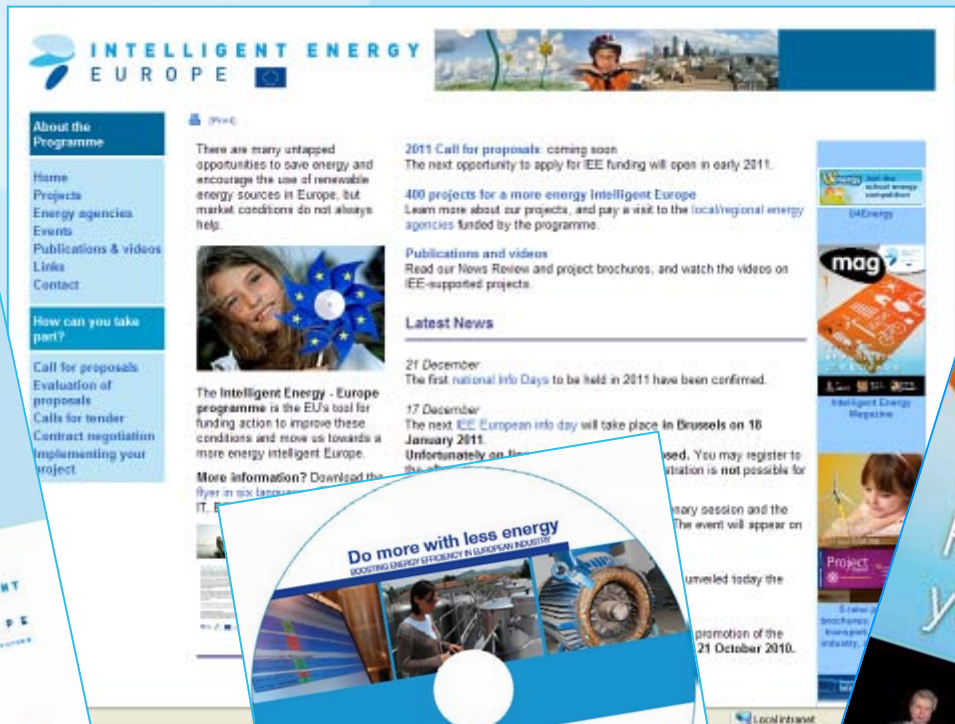 INTELLIGENT ENERGY
EUROPE
About the
Programme
Home
Projects
Energy agencies
Events
Publications & videos
Links
Contact
How can you take
part?
Call for proposals
Evaluation of
proposals
Calls for tender
Contract negotiation
Implementing your
project
(Print)
There are many untapped
opportunities to save energy and
encourage the use of renewable
energy sources in Europe, but
market conditions do not always
help.
The Intelligent Energy - Europe
programme is the EU's tool for
funding action to improve these
conditions and move us towards a
more energy intelligent Europe.
More information? Download the
flyer in six
IT,
2011 Call for proposals: coming soon
The next opportunity to apply for IEE funding will open in early 2011.
400 projects for a more energy intelligent Europe
Learn more about our projects, and pay a visit to the local/regional energy
agencies funded by the programme.
Publications and videos
Read our News Review and project brochures, and watch the videos on
IEE-supported projects.
Latest News
21 December
The first national Info Days to be held in 2011 have been confirmed.
17 December
The next IEE European info day will take place in Brussels on 18
January 2011.
Unfortunately
You may register to
is not possible for
session and the
The event will appear on
unveiled today the
promotion of the
21 October 2010.
Join the
school energy
competition
U4Energy
mag
Intelligent Energy
Magazine
Project
Do more with less energy
BOOSTING ENERGY EFFICIENCY IN EUROPEAN INDUSTRY
Local intranet